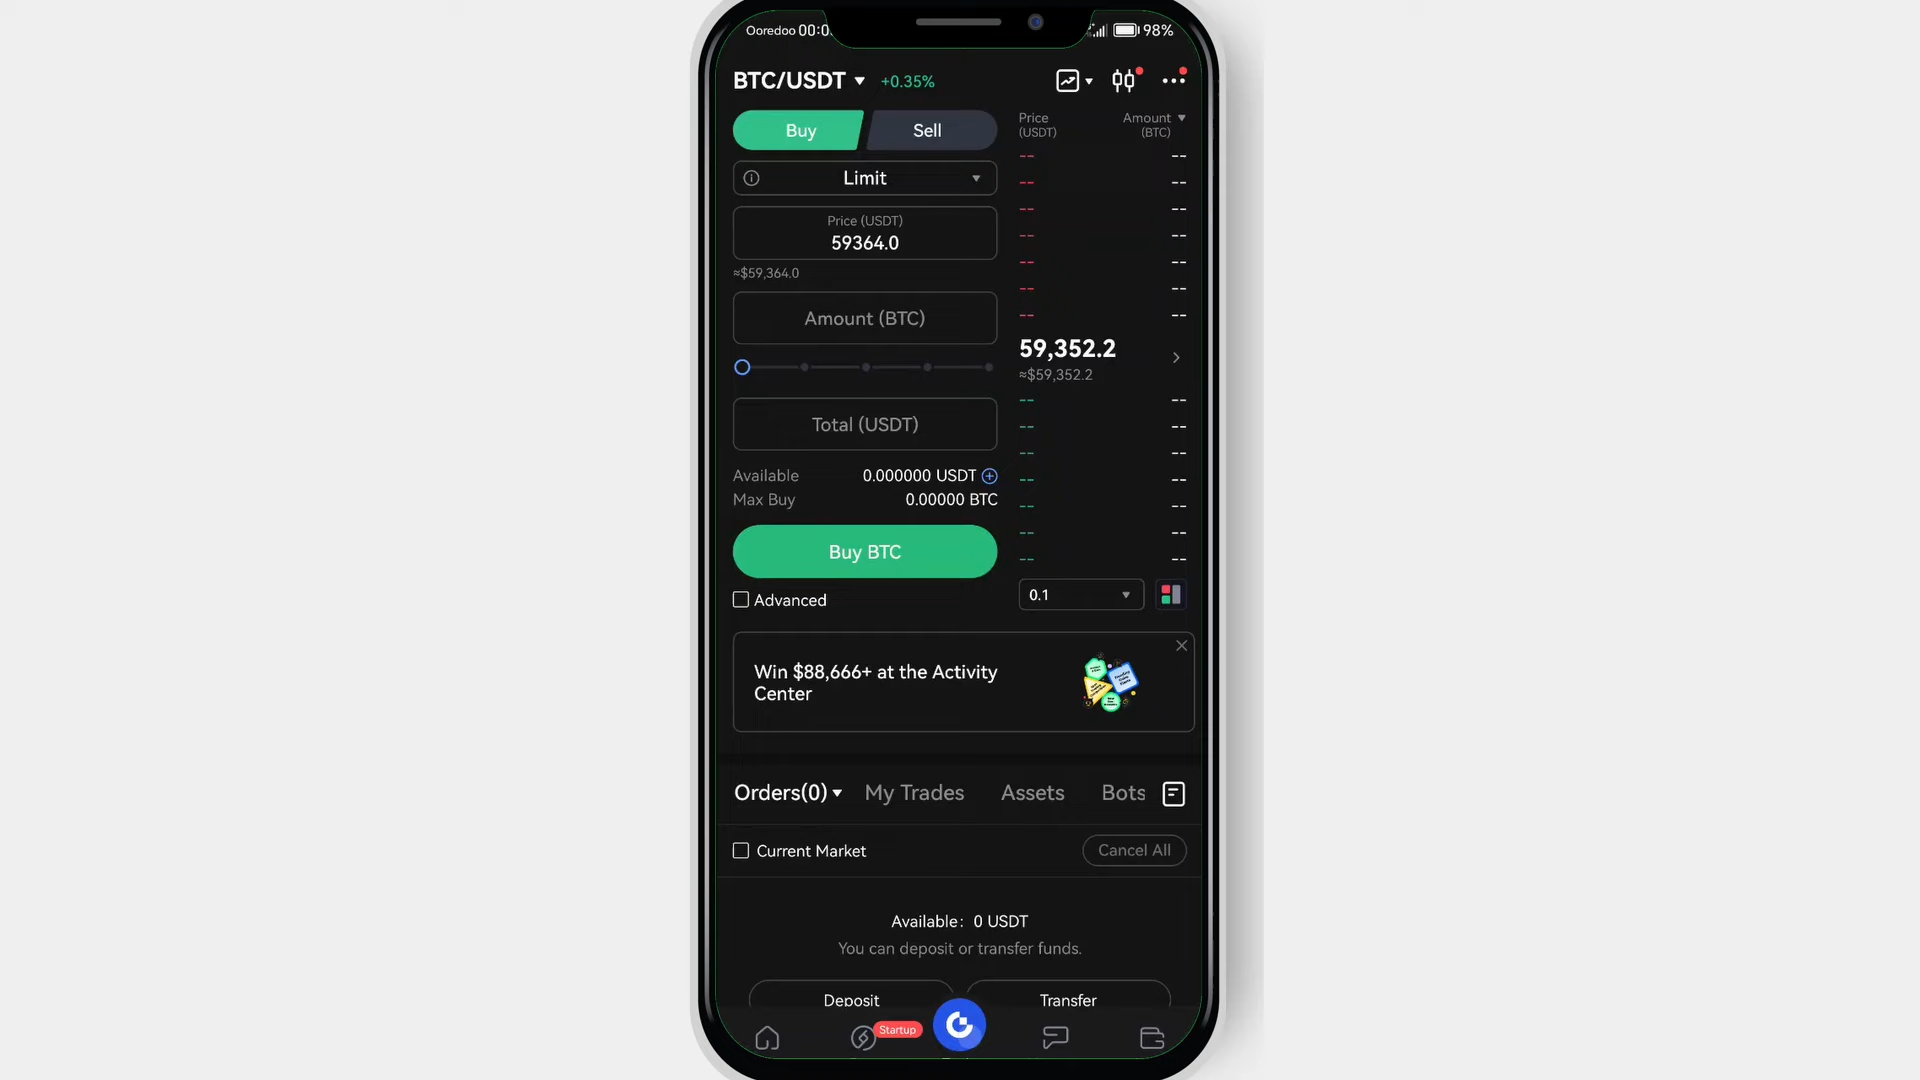 Ooredoo 00:0
98%
BTC/USDT +0.35%
Buy
Sell
Limit
Price (USDT)
59364.0
≈$59,364.0
Amount (BTC)
Total (USDT)
Available 0.000000 USDT
Max Buy 0.00000 BTC
Buy BTC
Advanced
Price Amount
(USDT) (BTC)
-- --
-- --
-- --
-- --
-- --
-- --
-- --
59,352.2
≈$59,352.2
-- --
-- --
-- --
-- --
-- --
-- --
-- --
0.1
Win $88,666+ at the Activity
Center
Orders(0) My Trades Assets Bots
Current Market Cancel All
Available: 0 USDT
You can deposit or transfer funds.
Deposit Transfer
Startup